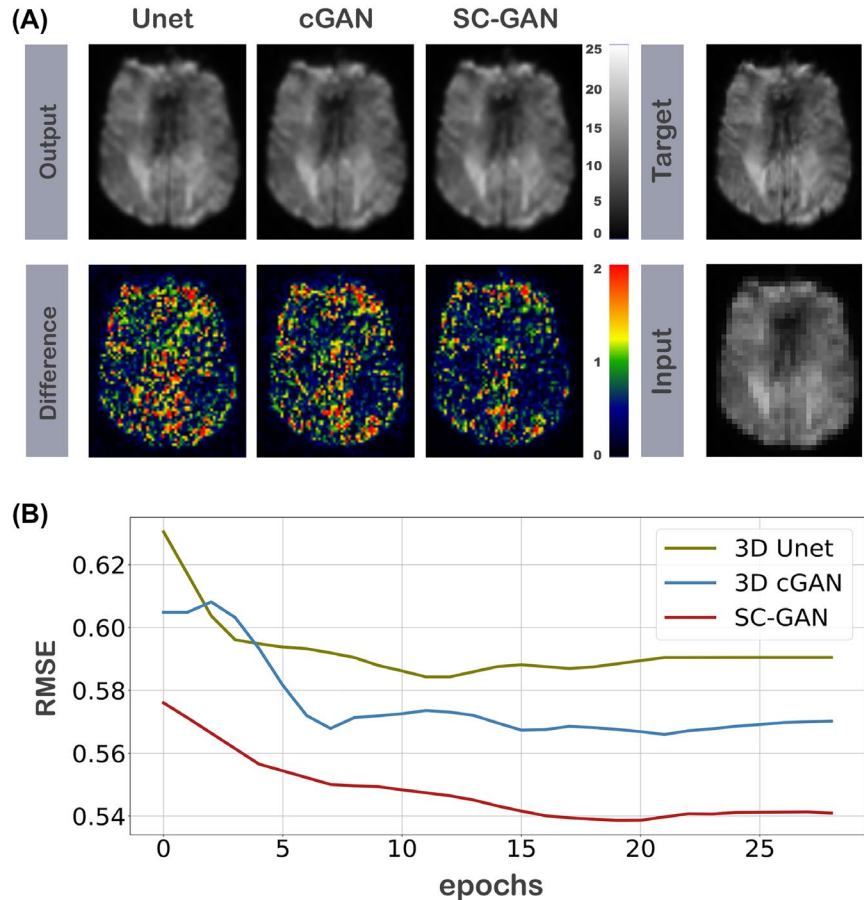 (A)
Unet cGAN SC-GAN
Output
25
20
15
10
5
0
Target
Difference
2
1
0
Input
(B)
RMSE
0.62
0.60
0.58
0.56
0.54
3D Unet
3D cGAN
SC-GAN
0 5 10 15 20 25
epochs